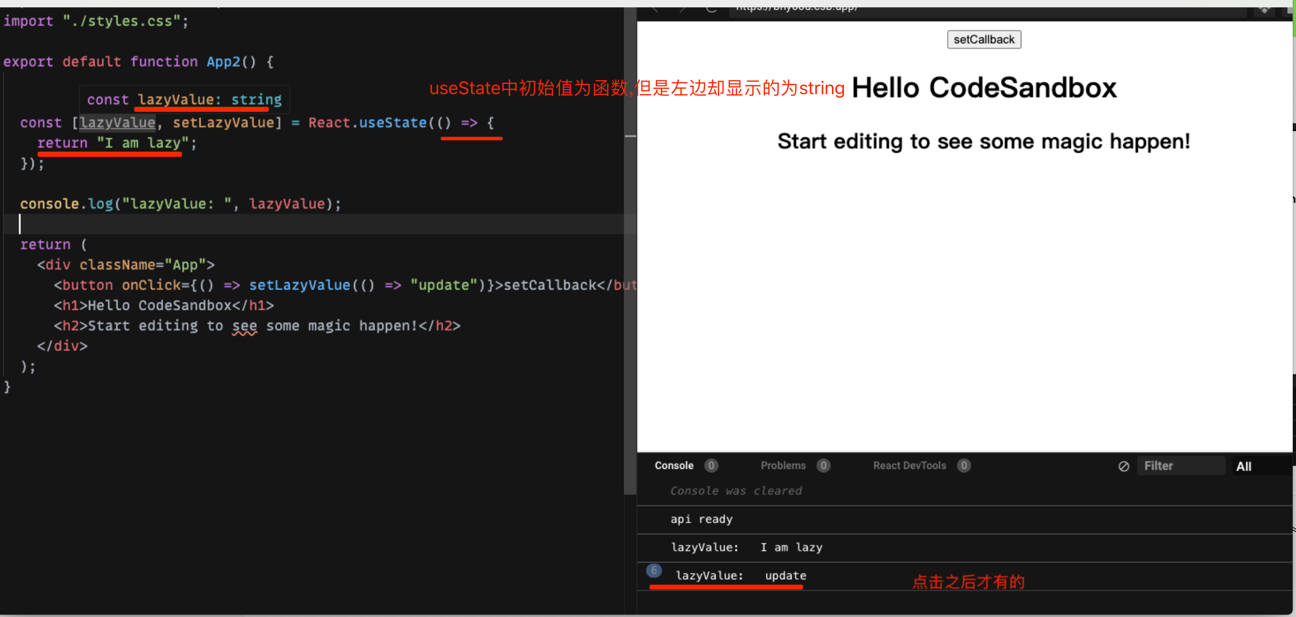 import "./styles.css";
export default function App2() {
const lazyValue: string
const [lazyValue, setLazyValue] = React.useState(() => {
return "I am lazy";
});
console.log("lazyValue: ", lazyValue);
return (
<div className="App">
<button onClick={() => setLazyValue(() => "update")}>setCallback</but
<h1>Hello CodeSandbox</h1>
<h2>Start editing to see some magic happen!</h2>
</div>
);
}
useState中初始值为函数,但是左边却显示的为string
setCallback
Hello CodeSandbox
Start editing to see some magic happen!
Console 0 Problems 0 React DevTools 0 Filter All
Console was cleared
api ready
lazyValue: I am lazy
6 lazyValue: update
点击之后才有的